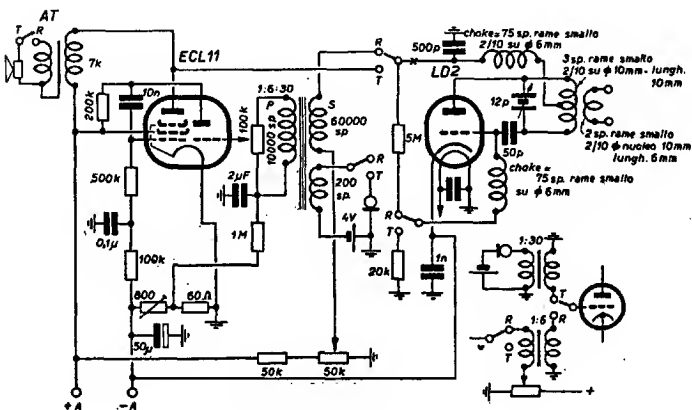 AT
T R
7k
ECL11
200k
10n
1:6:30
P
S
100k
10000 sp.
60000 sp
R
T
500p
choke = 75 sp. rame smalto
2/10 su ϕ 6mm
LD2
3 sp. rame smalto
2/10 su ϕ 10mm - lungh.
10mm
12p
50p
2 sp. rame smalto
2/10 ϕ nucleo 10mm
lungh. 6mm
choke =
75 sp. rame smalto
su ϕ 6mm
5M
500k
2µF
200 sp.
R
T
4V
R
T
20k
1n
0,1µ
100k
1M
800
60Ω
50µ
50k
50k
1:30
T
R
1:6
R
T
+
+A
-A